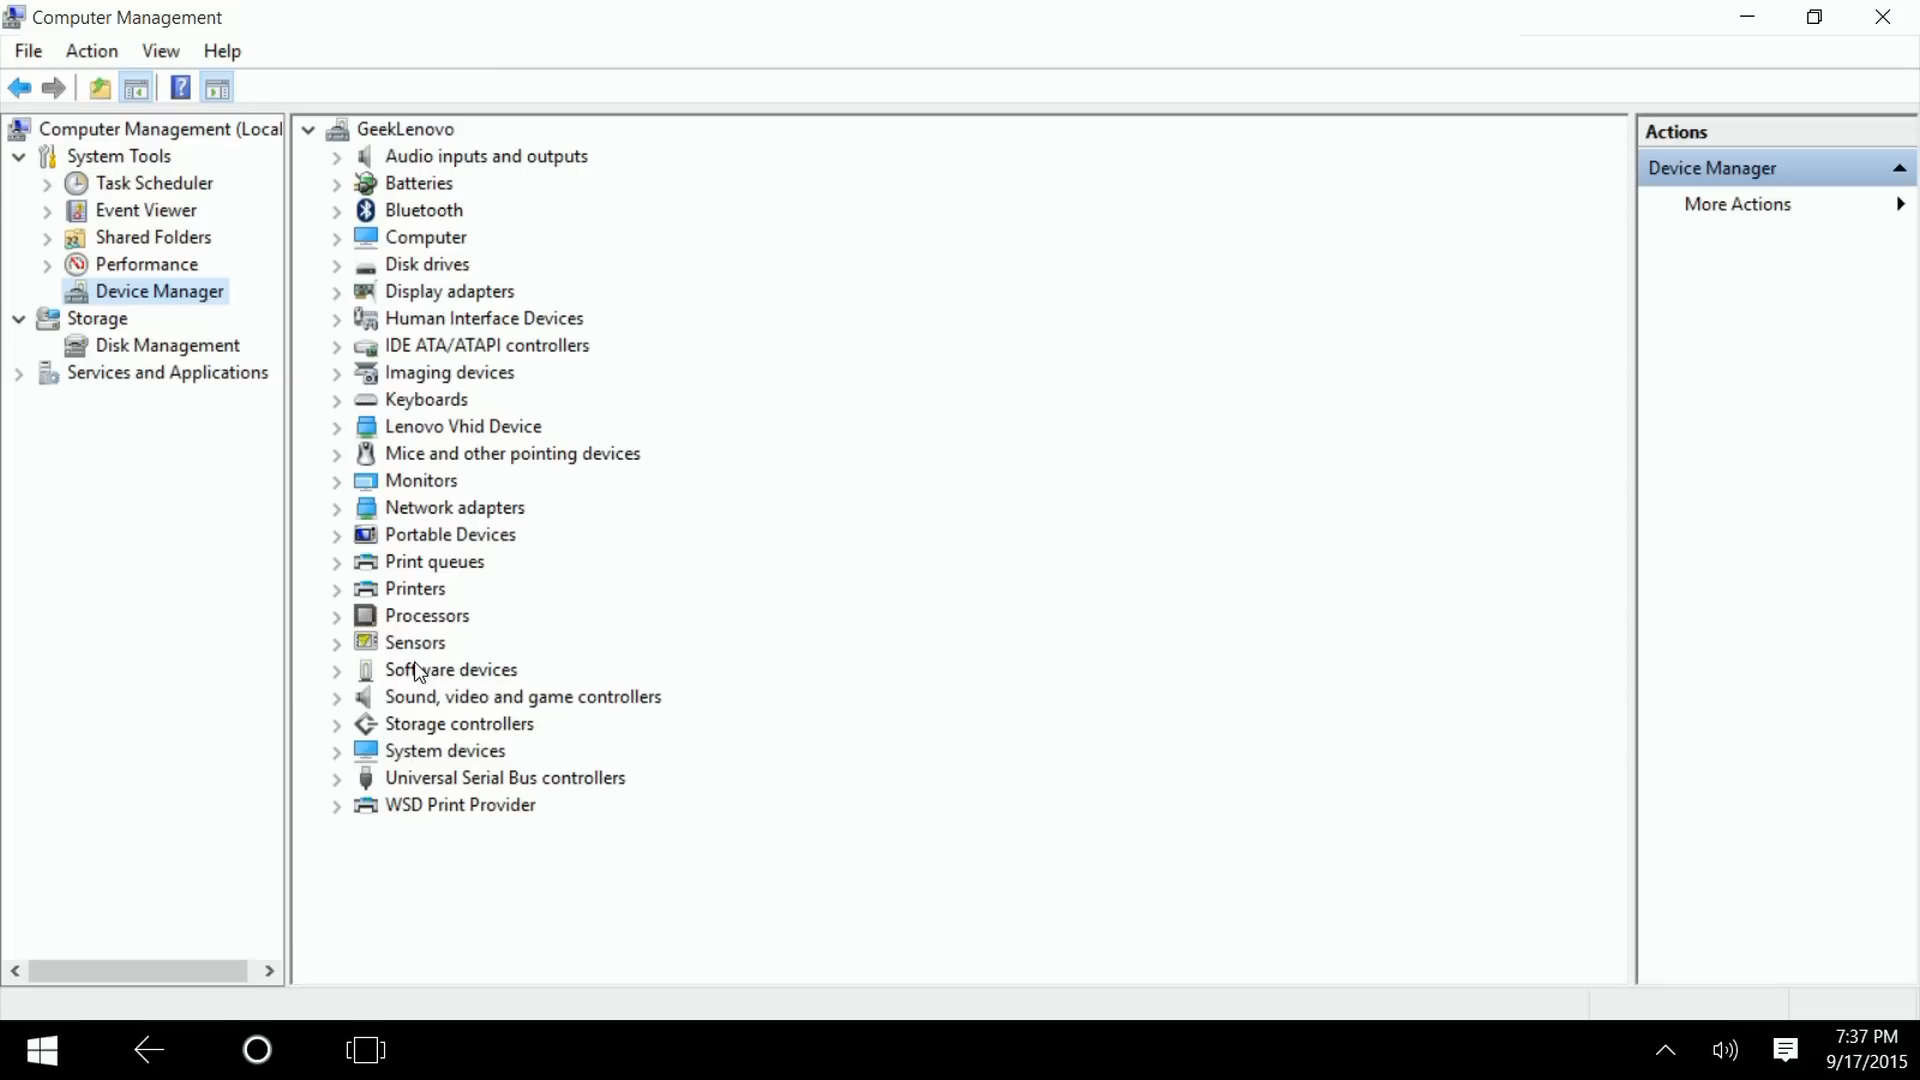 Computer Management
File Action View Help
Computer Management (Local
System Tools
Task Scheduler
Event Viewer
Shared Folders
Performance
Device Manager
Storage
Disk Management
Services and Applications
GeekLenovo
Audio inputs and outputs
Batteries
Bluetooth
Computer
Disk drives
Display adapters
Human Interface Devices
IDE ATA/ATAPI controllers
Imaging devices
Keyboards
Lenovo Vhid Device
Mice and other pointing devices
Monitors
Network adapters
Portable Devices
Print queues
Printers
Processors
Sensors
Software devices
Sound, video and game controllers
Storage controllers
System devices
Universal Serial Bus controllers
WSD Print Provider
Actions
Device Manager
More Actions
7:37 PM
9/17/2015